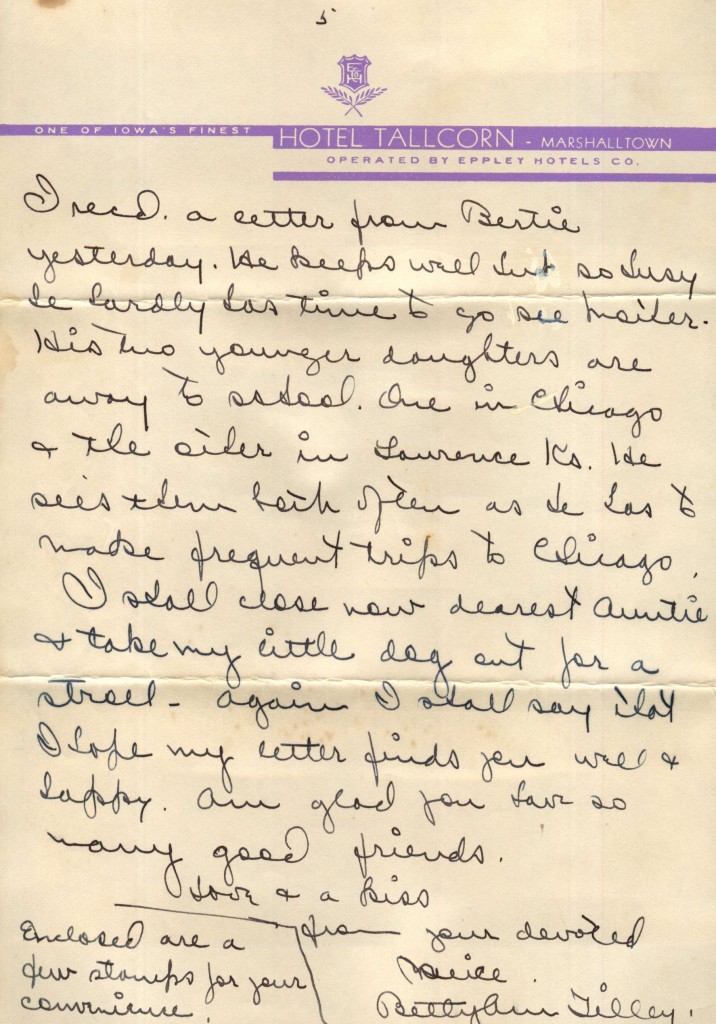 5
ONE OF IOWA'S FINEST HOTEL TALLCORN - MARSHALLTOWN
OPERATED BY EPPLEY HOTELS CO.
I recd. a letter from Bertie
yesterday. He keeps well but so busy
he hardly has time to go see Mother.
His two younger daughters are
away to school. One in Chicago
& the other in Lawrence Ks. He
sees them both often as he has to
make frequent trips to Chicago.
I shall close now dearest Auntie
& take my little dog out for a
stroll - again I shall say that
I hope my letter finds you well &
happy. Am glad you have so
many good friends.
Love & a kiss
from your devoted
neice.
Betty Ann Tilley.
Enclosed are a
few stamps for your
convenience.